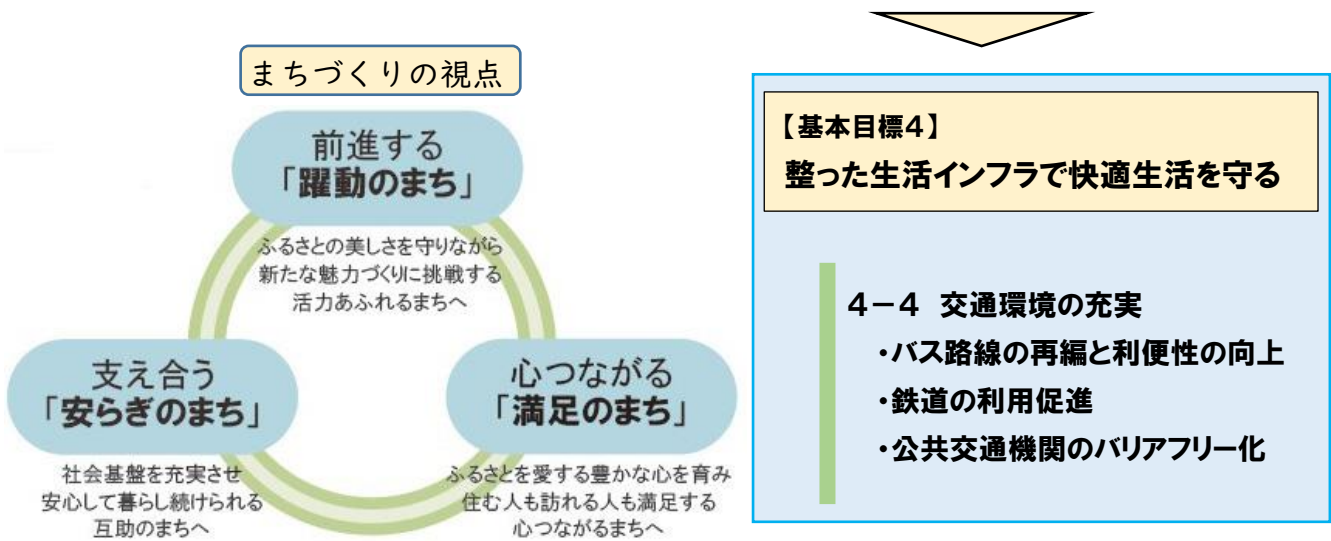 まちづくりの視点
前進する
「躍動のまち」
ふるさとの美しさを守りながら
新たな魅力づくりに挑戦する
活力あふれるまちへ
支え合う
「安らぎのまち」
社会基盤を充実させ
安心して暮らし続けられる
互助のまちへ
心つながる
「満足のまち」
ふるさとを愛する豊かな心を育み
住む人も訪れる人も満足する
心つながるまちへ
【基本目標4】
整った生活インフラで快適生活を守る
4－4 交通環境の充実
・バス路線の再編と利便性の向上
・鉄道の利用促進
・公共交通機関のバリアフリー化